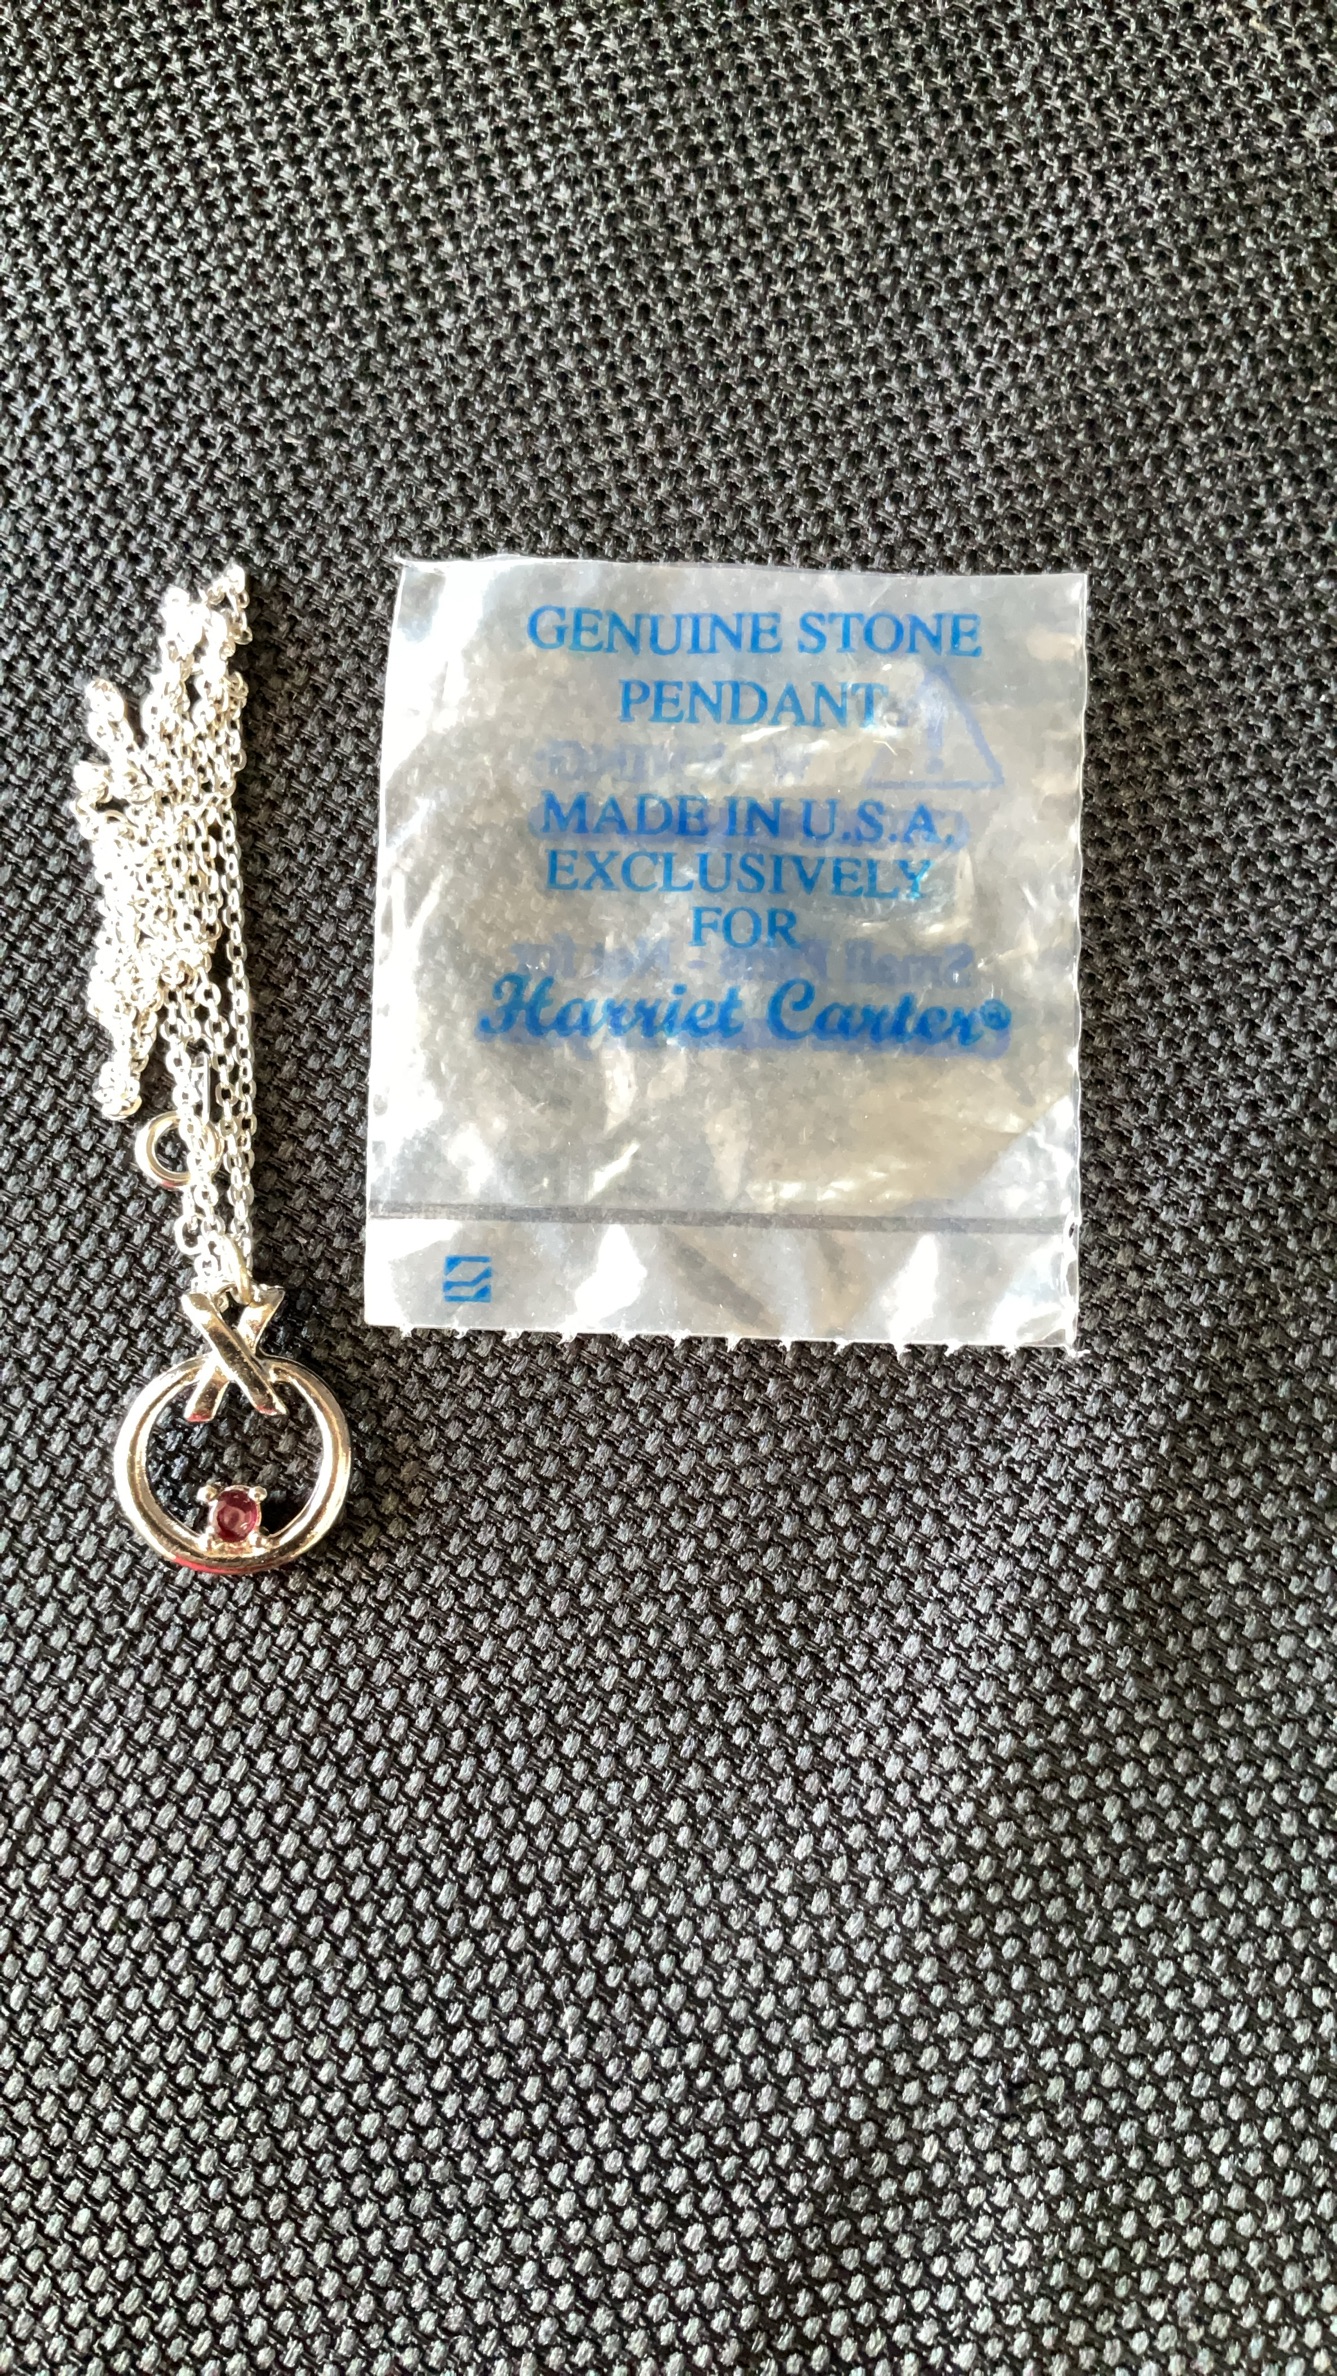 GENUINE STONE
PENDANT
MADE IN U.S.A.
EXCLUSIVELY
FOR
Harriet Carter®